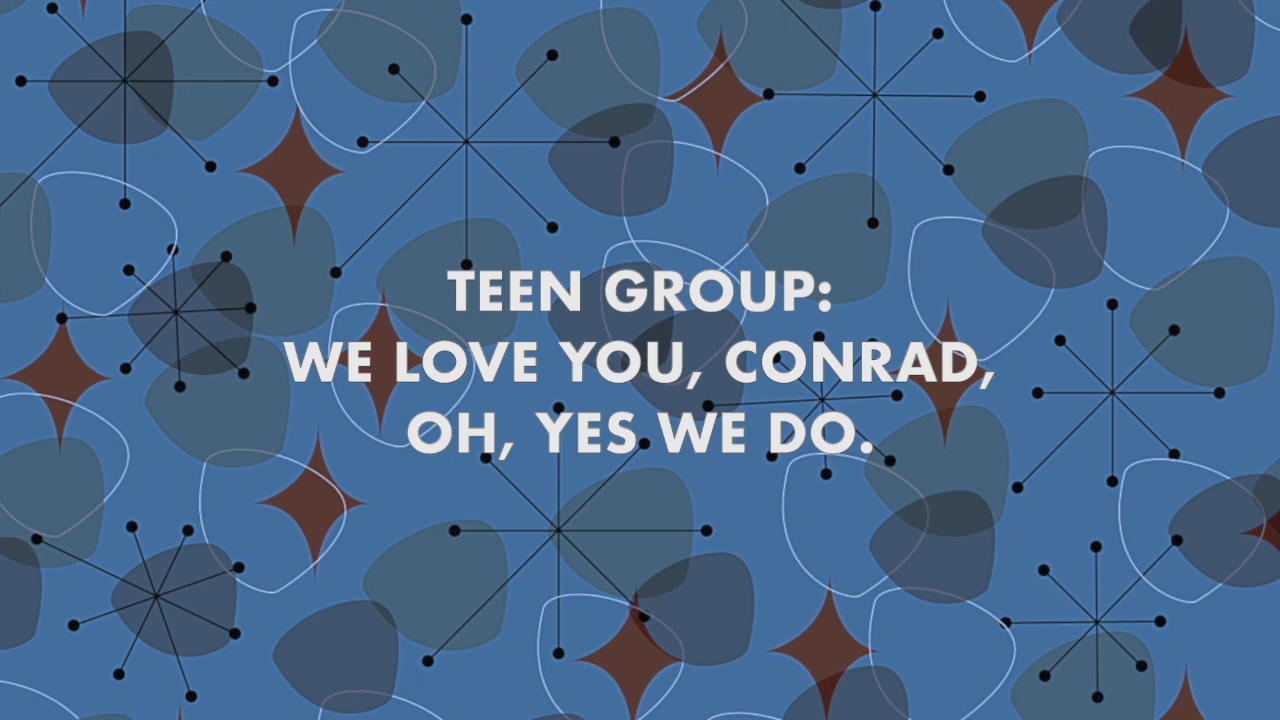 TEEN GROUP:
WE LOVE YOU, CONRAD,
OH, YES WE DO.